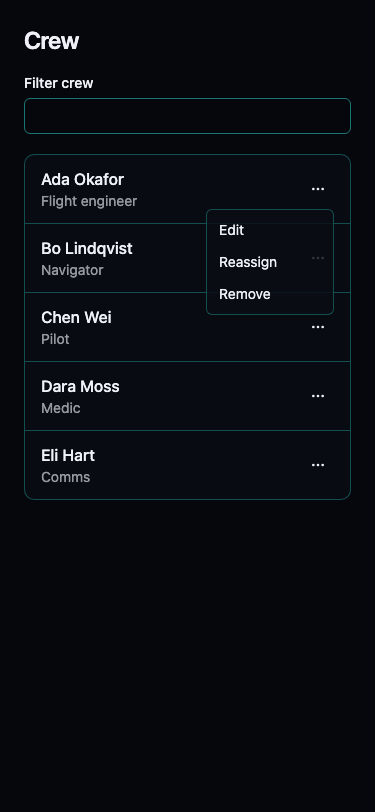 Crew
Filter crew
Ada Okafor
Flight engineer
...
Edit
Reassign
Remove
Bo Lindqvist
Navigator
...
Chen Wei
Pilot
...
Dara Moss
Medic
...
Eli Hart
Comms
...